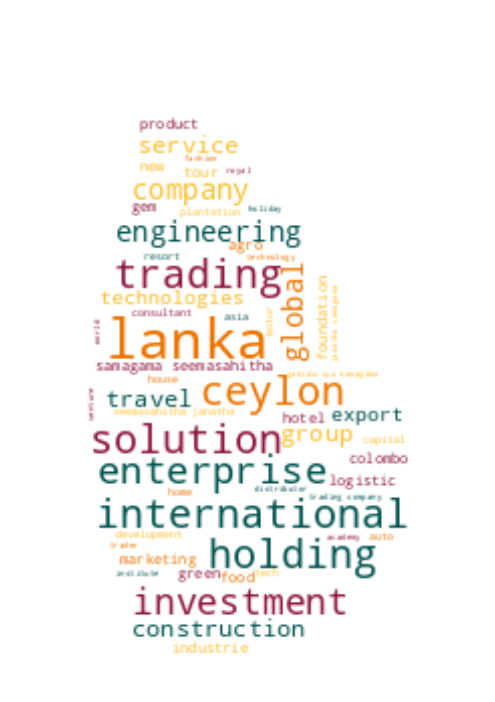 product
service
fashion
new tour royal
company
gem plantation holiday
engineering
agro
resort technology
trading
global
technologies
foundation
consultant asia
motor
world
lanka
samagama seemasahitha
house
travel ceylon
seemasahitha janatha
hotel export
solution group capital
colombo
enterprise logistic
home distributor
trading company
international
development academy auto
trader
marketing holding
institute green food tech
investment
construction
industrie